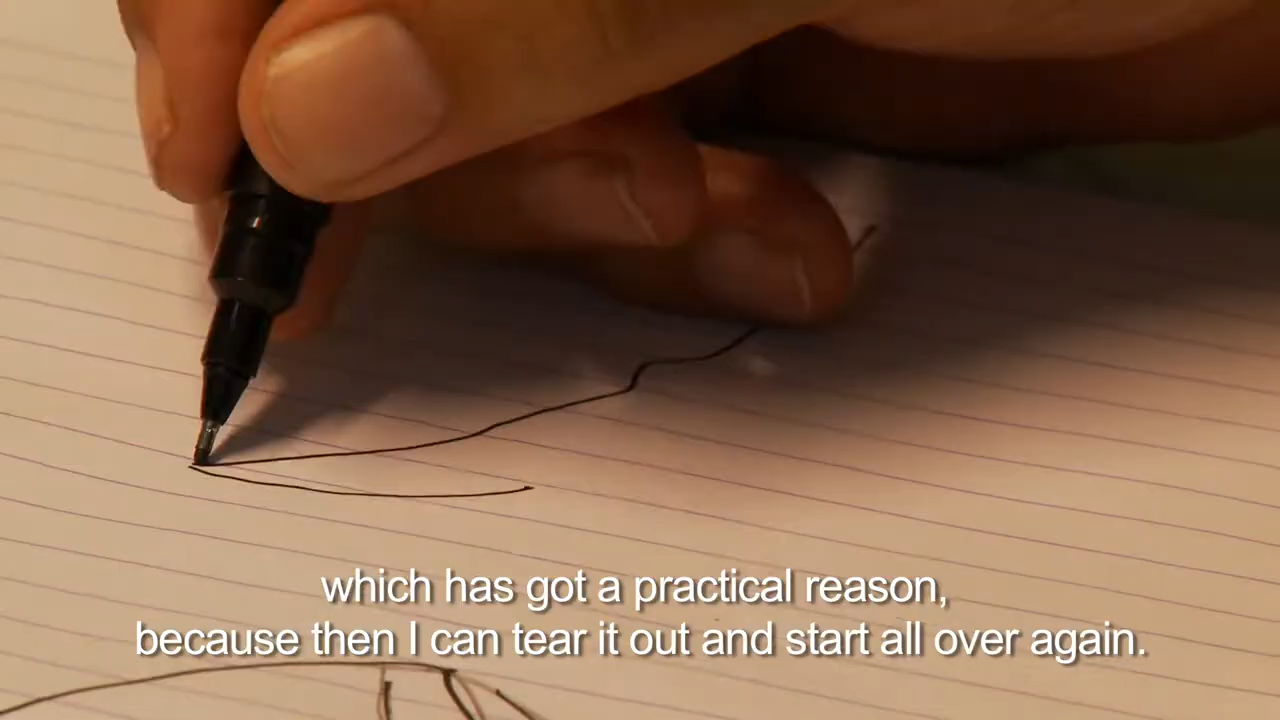 which has got a practical reason,
because then I can tear it out and start all over again.